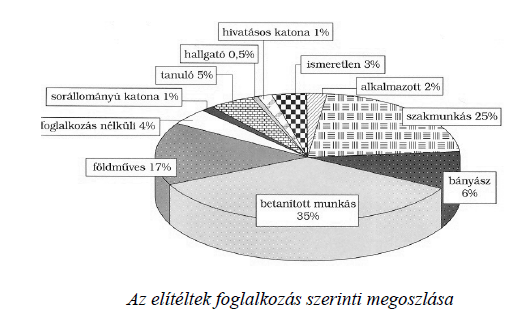 hivatásos katona 1%
hallgató 0,5%
ismeretlen 3%
tanuló 5%
alkalmazott 2%
sorállományú katona 1%
szakmunkás 25%
foglalkozás nélküli 4%
földműves 17%
bányász
6%
betanított munkás
35%
Az elítéltek foglalkozás szerinti megoszlása